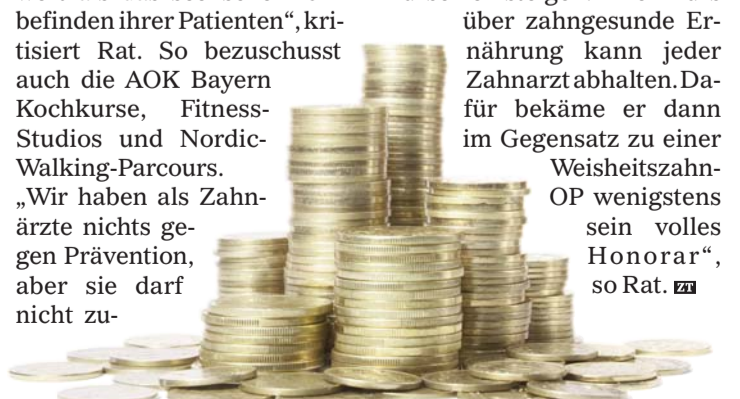 befinden ihrer Patienten“, kri-
tisiert Rat. So bezuschusst
auch die AOK Bayern
Kochkurse, Fitness-
Studios und Nordic-
Walking-Parcours.
„Wir haben als Zahn-
ärzte nichts ge-
gen Prävention,
aber sie darf
nicht zu-
über zahngesunde Er-
nährung kann jeder
Zahnarzt abhalten. Da-
für bekäme er dann
im Gegensatz zu einer
Weisheitszahn-
OP wenigstens
sein volles
Honorar“,
so Rat. ZT